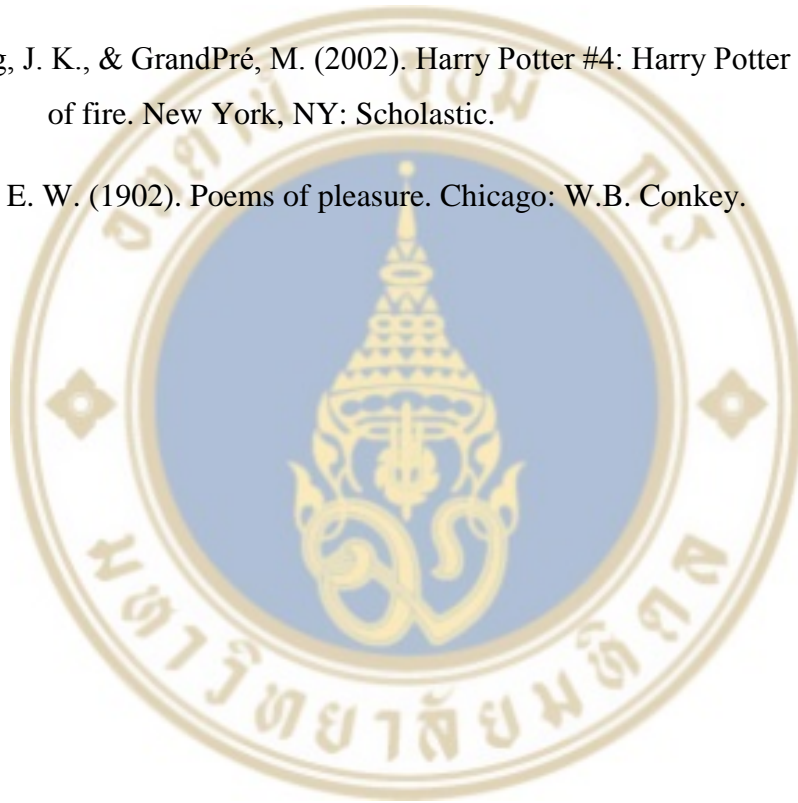 g, J. K., & GrandPré, M. (2002). Harry Potter #4: Harry Potter
of fire. New York, NY: Scholastic.
E. W. (1902). Poems of pleasure. Chicago: W.B. Conkey.
มหาวิทยาลัยมหิดล